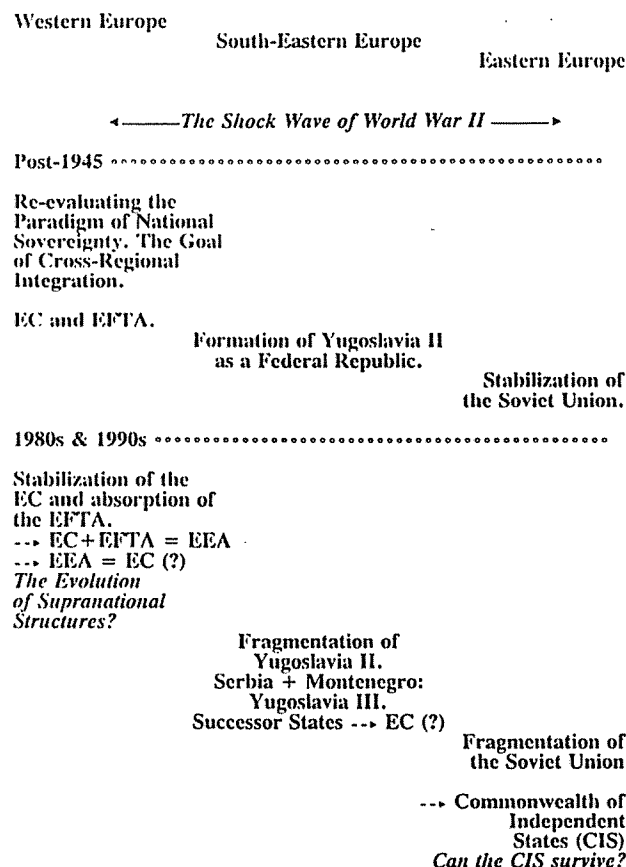 Western Europe
South-Eastern Europe
Eastern Europe
The Shock Wave of World War II
Post-1945
Re-evaluating the
Paradigm of National
Sovereignty. The Goal
of Cross-Regional
Integration.
EC and EFTA.
Formation of Yugoslavia II
as a Federal Republic.
Stabilization of
the Soviet Union.
1980s & 1990s
Stabilization of the
EC and absorption of
the EFTA.
--> EC+EFTA = EEA
--> EEA = EC (?)
The Evolution
of Supranational
Structures?
Fragmentation of
Yugoslavia II.
Serbia + Montenegro:
Yugoslavia III.
Successor States --> EC (?)
Fragmentation of
the Soviet Union
--> Commonwealth of
Independent
States (CIS)
Can the CIS survive?